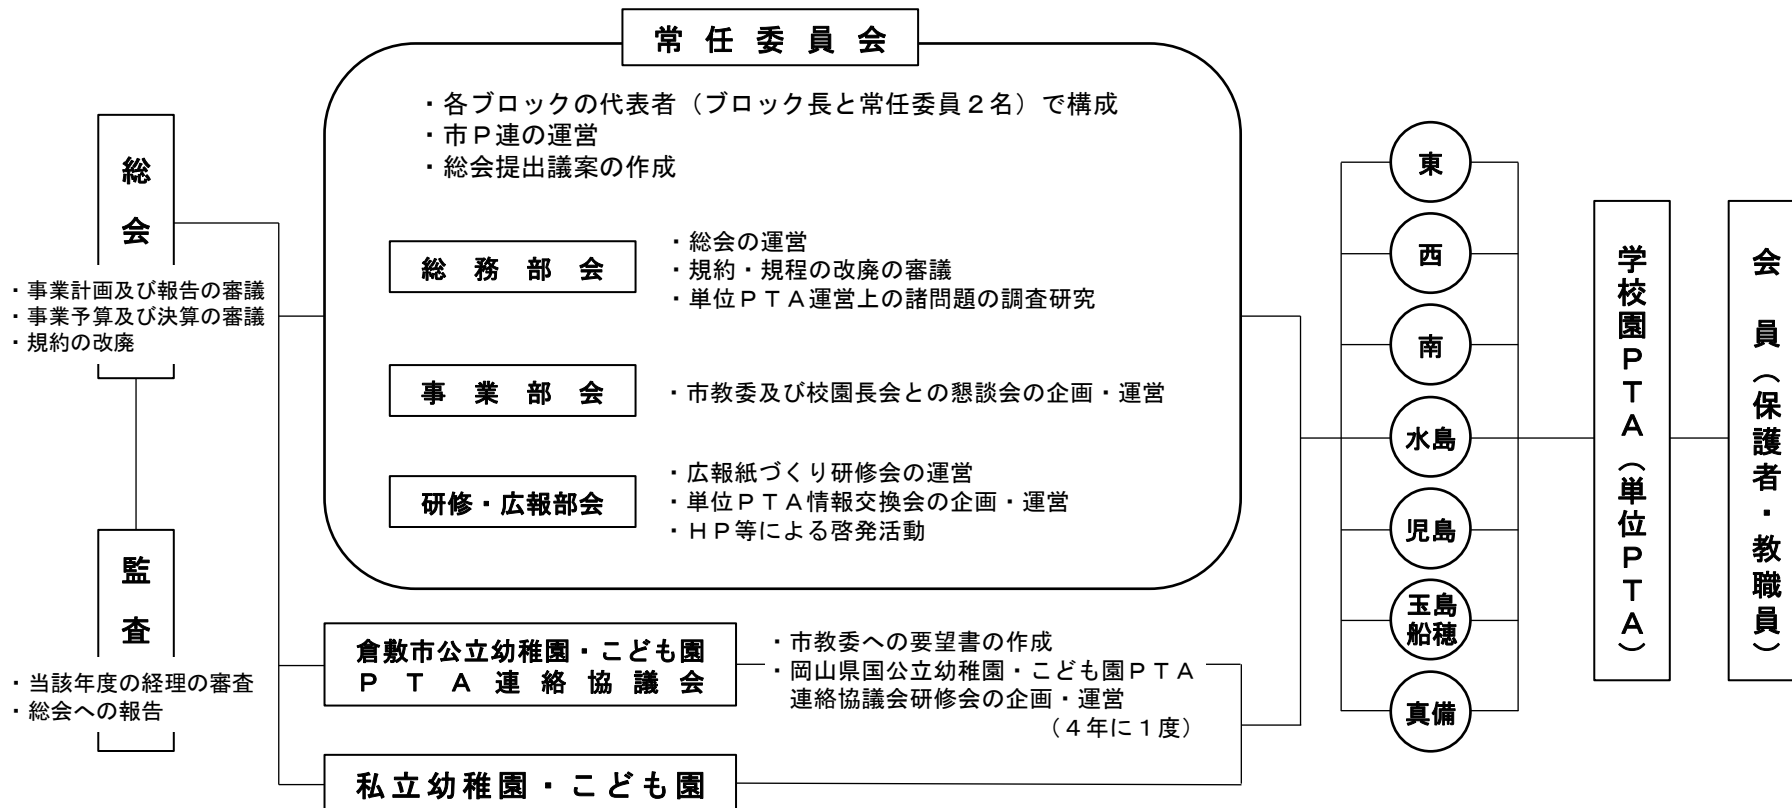 常任委員会
・各ブロックの代表者（ブロック長と常任委員２名）で構成
・市Ｐ連の運営
・総会提出議案の作成
総務部会
・総会の運営
・規約・規程の改廃の審議
・単位ＰＴＡ運営上の諸問題の調査研究
事業部会
・市教委及び校園長会との懇談会の企画・運営
研修・広報部会
・広報紙づくり研修会の運営
・単位ＰＴＡ情報交換会の企画・運営
・ＨＰ等による啓発活動
総会
・事業計画及び報告の審議
・事業予算及び決算の審議
・規約の改廃
監査
・当該年度の経理の審査
・総会への報告
倉敷市公立幼稚園・こども園
ＰＴＡ連絡協議会
・市教委への要望書の作成
・岡山県国公立幼稚園・こども園ＰＴＡ
連絡協議会研修会の企画・運営
（４年に１度）
私立幼稚園・こども園
東
西
南
水島
児島
玉島
船穂
真備
学校園ＰＴＡ（単位ＰＴＡ）
会員（保護者・教職員）